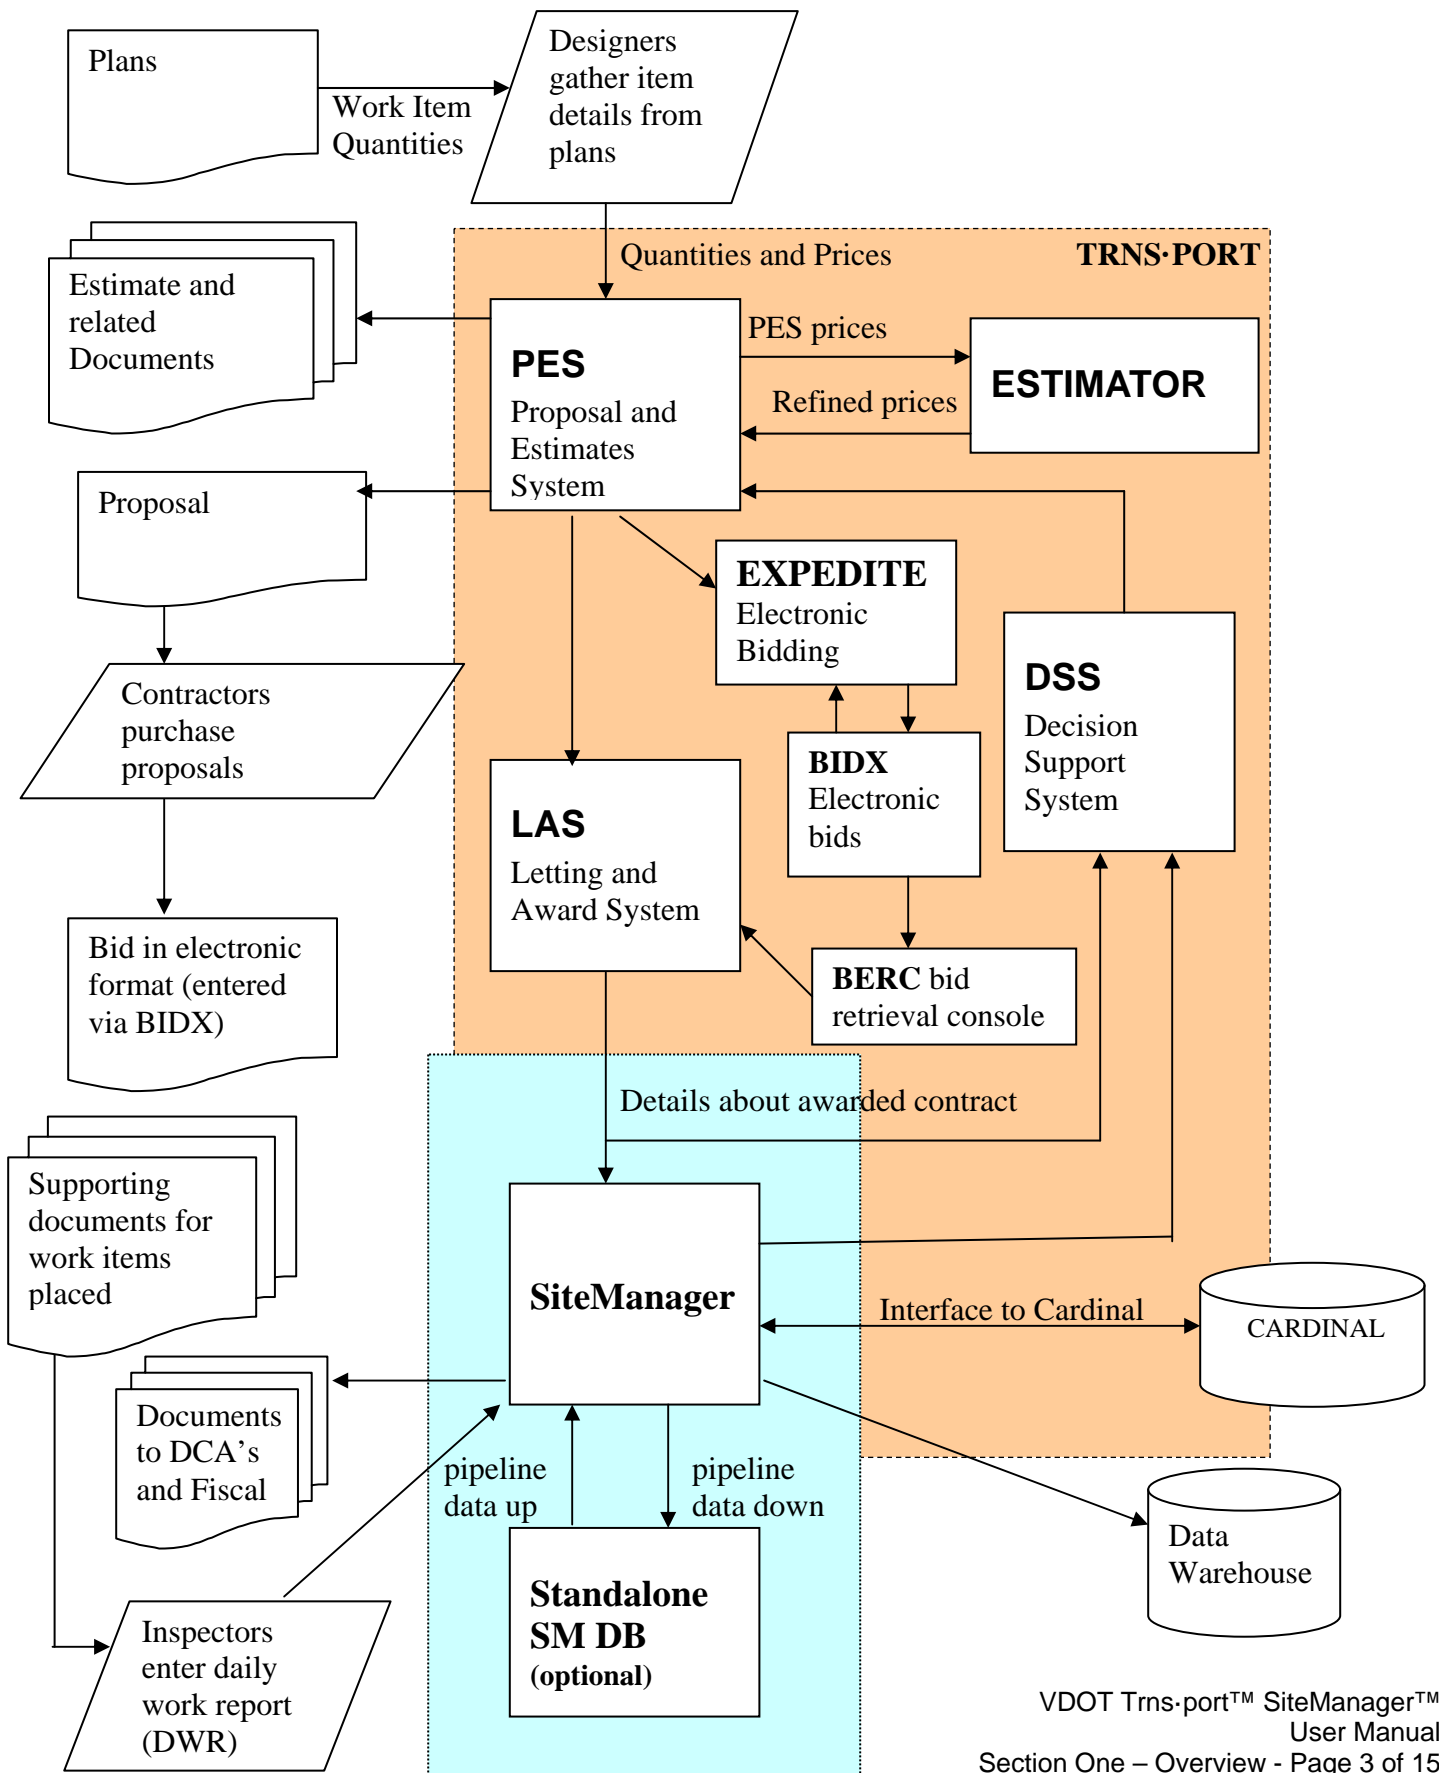 Plans
Work Item
Quantities
Designers
gather item
details from
plans
Quantities and Prices
TRNS·PORT
Estimate and
related
Documents
PES
Proposal and
Estimates
System
PES prices
Refined prices
ESTIMATOR
Proposal
EXPEDITE
Electronic
Bidding
DSS
Decision
Support
System
Contractors
purchase
proposals
BIDX
Electronic
bids
LAS
Letting and
Award System
Bid in electronic
format (entered
via BIDX)
BERC bid
retrieval console
Details about awarded contract
Supporting
documents for
work items
placed
SiteManager
Interface to Cardinal
CARDINAL
Documents
to DCA’s
and Fiscal
pipeline
data up
pipeline
data down
Data
Warehouse
Standalone
SM DB
(optional)
Inspectors
enter daily
work report
(DWR)
VDOT Trns·port™ SiteManager™
User Manual
Section One – Overview - Page 3 of 15